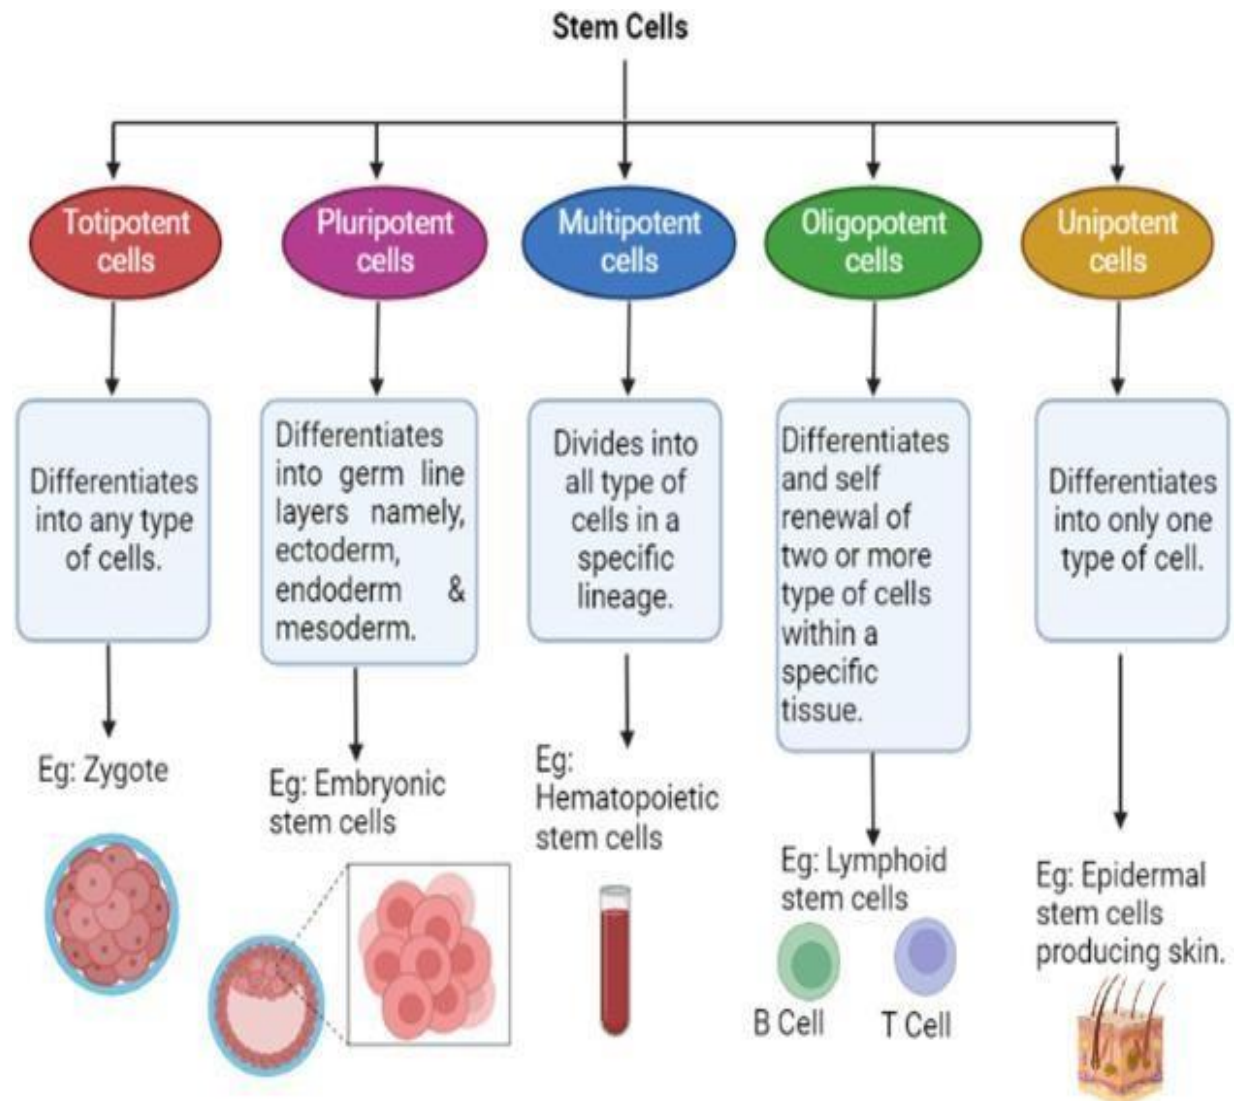 Stem Cells
Totipotent
cells
Pluripotent
cells
Multipotent
cells
Oligopotent
cells
Unipotent
cells
Differentiates
into any type
of cells.
Differentiates
into germ line
layers namely,
ectoderm,
endoderm &
mesoderm.
Divides into
all type of
cells in a
specific
lineage.
Differentiates
and self
renewal of
two or more
type of cells
within a
specific
tissue.
Differentiates
into only one
type of cell.
Eg: Zygote
Eg: Embryonic
stem cells
Eg:
Hematopoietic
stem cells
Eg: Lymphoid
stem cells
B Cell
T Cell
Eg: Epidermal
stem cells
producing skin.